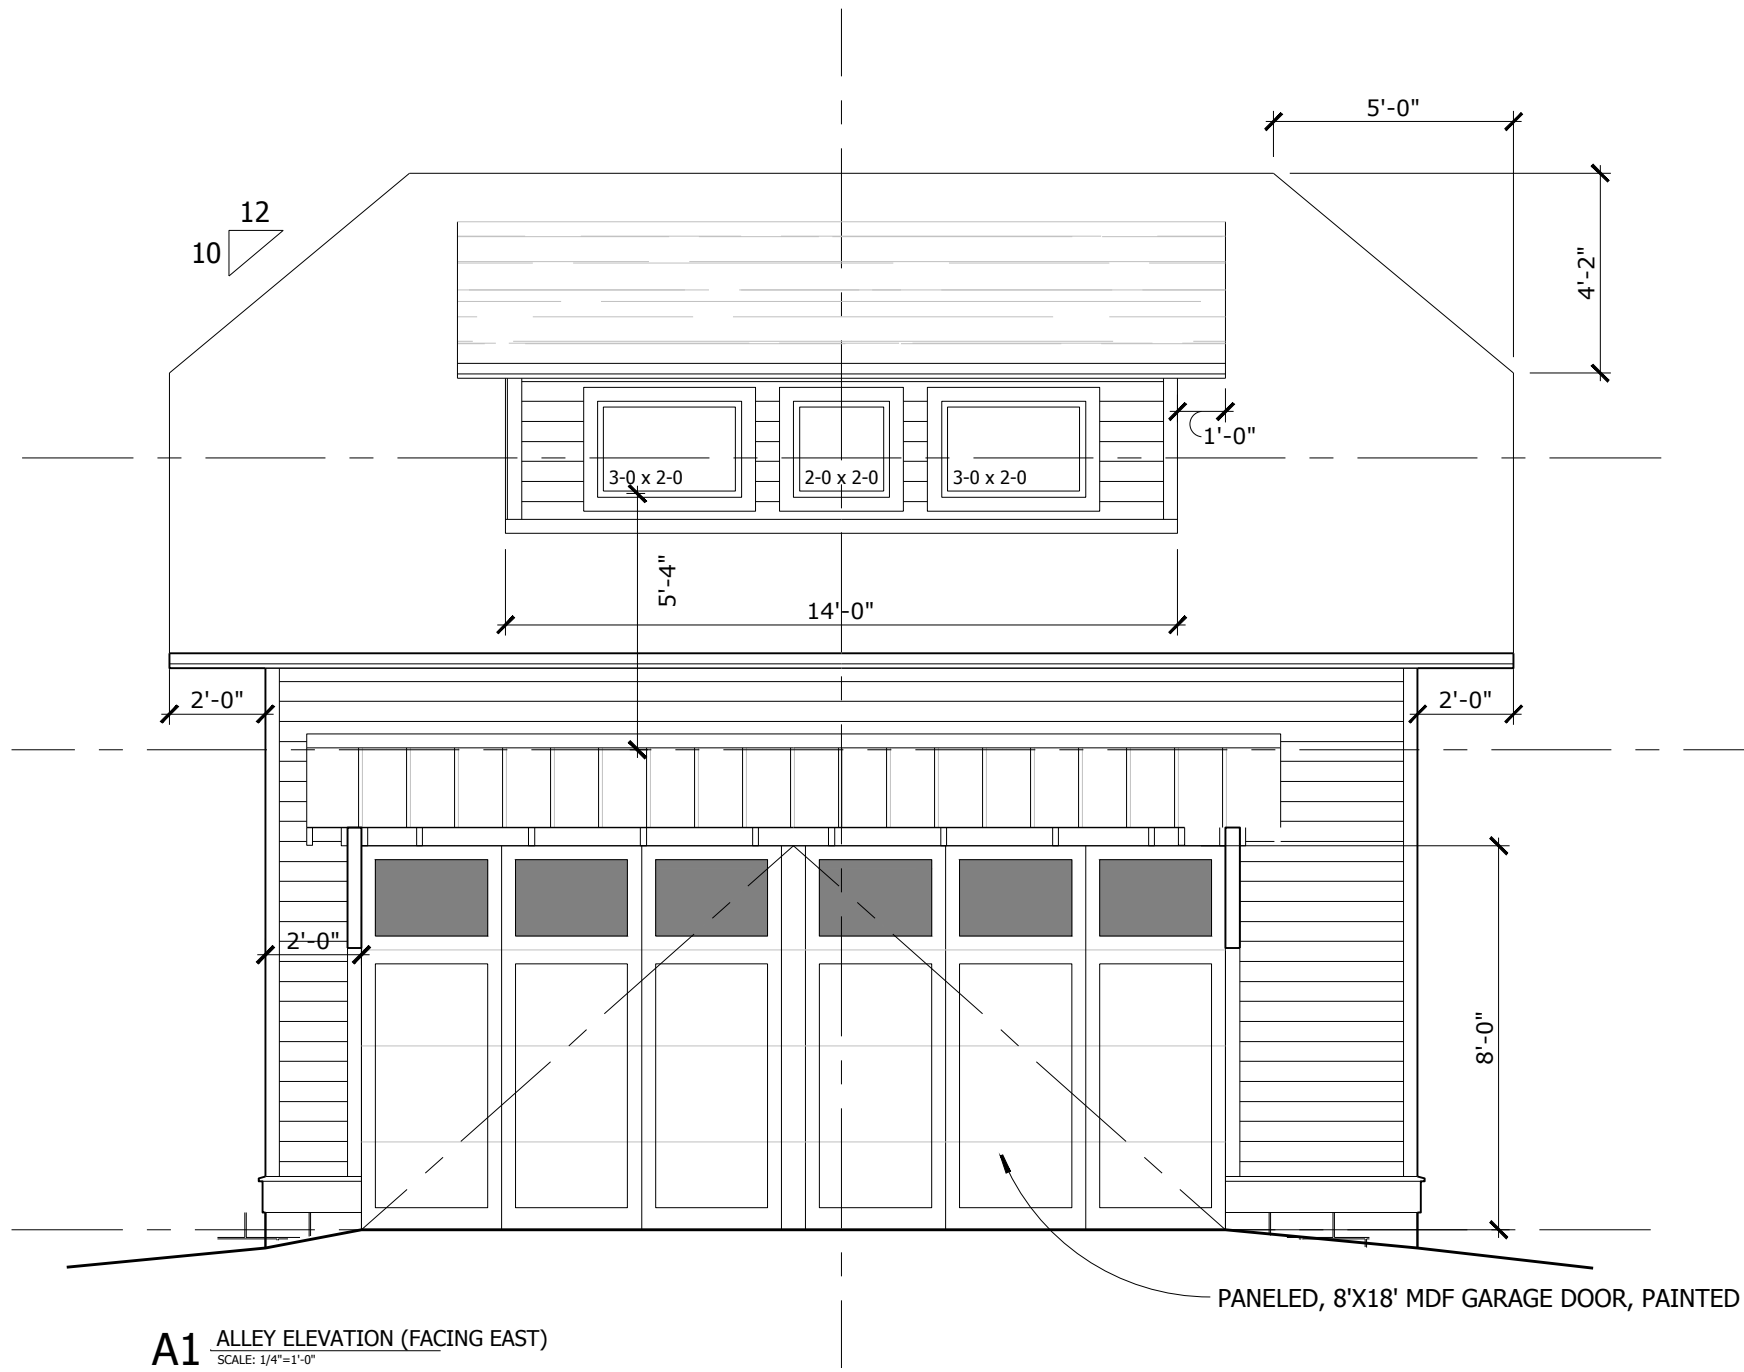 5'-0"
12
10
4'-2"
1'-0"
3-0 x 2-0
2-0 x 2-0
3-0 x 2-0
5'-4"
14'-0"
2'-0"
2'-0"
2'-0"
8'-0"
PANELED, 8'X18' MDF GARAGE DOOR, PAINTED
A1 ALLEY ELEVATION (FACING EAST)
SCALE: 1/4"=1'-0"